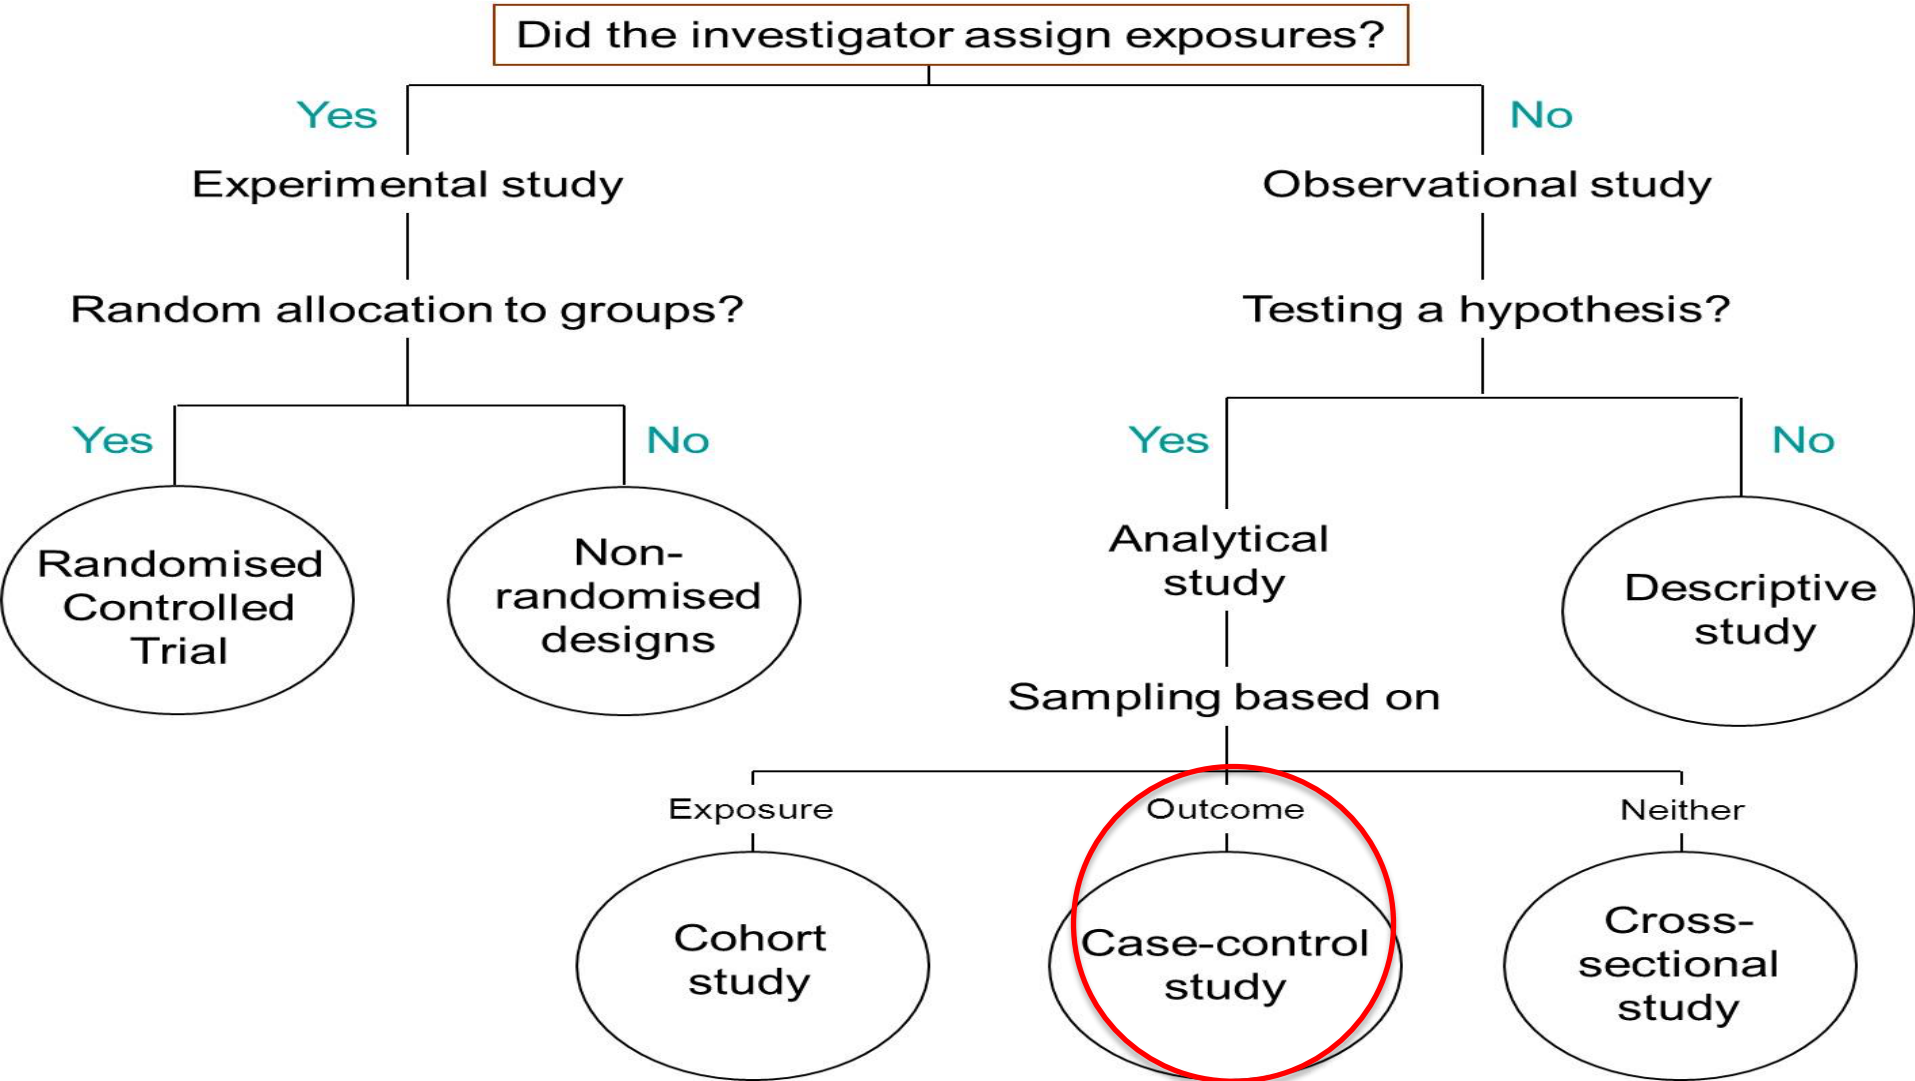 Did the investigator assign exposures?
Yes
No
Experimental study
Observational study
Random allocation to groups?
Testing a hypothesis?
Yes
No
Yes
No
Randomised
Controlled
Trial
Non-
randomised
designs
Analytical
study
Descriptive
study
Sampling based on
Exposure
Outcome
Neither
Cohort
study
Case-control
study
Cross-
sectional
study